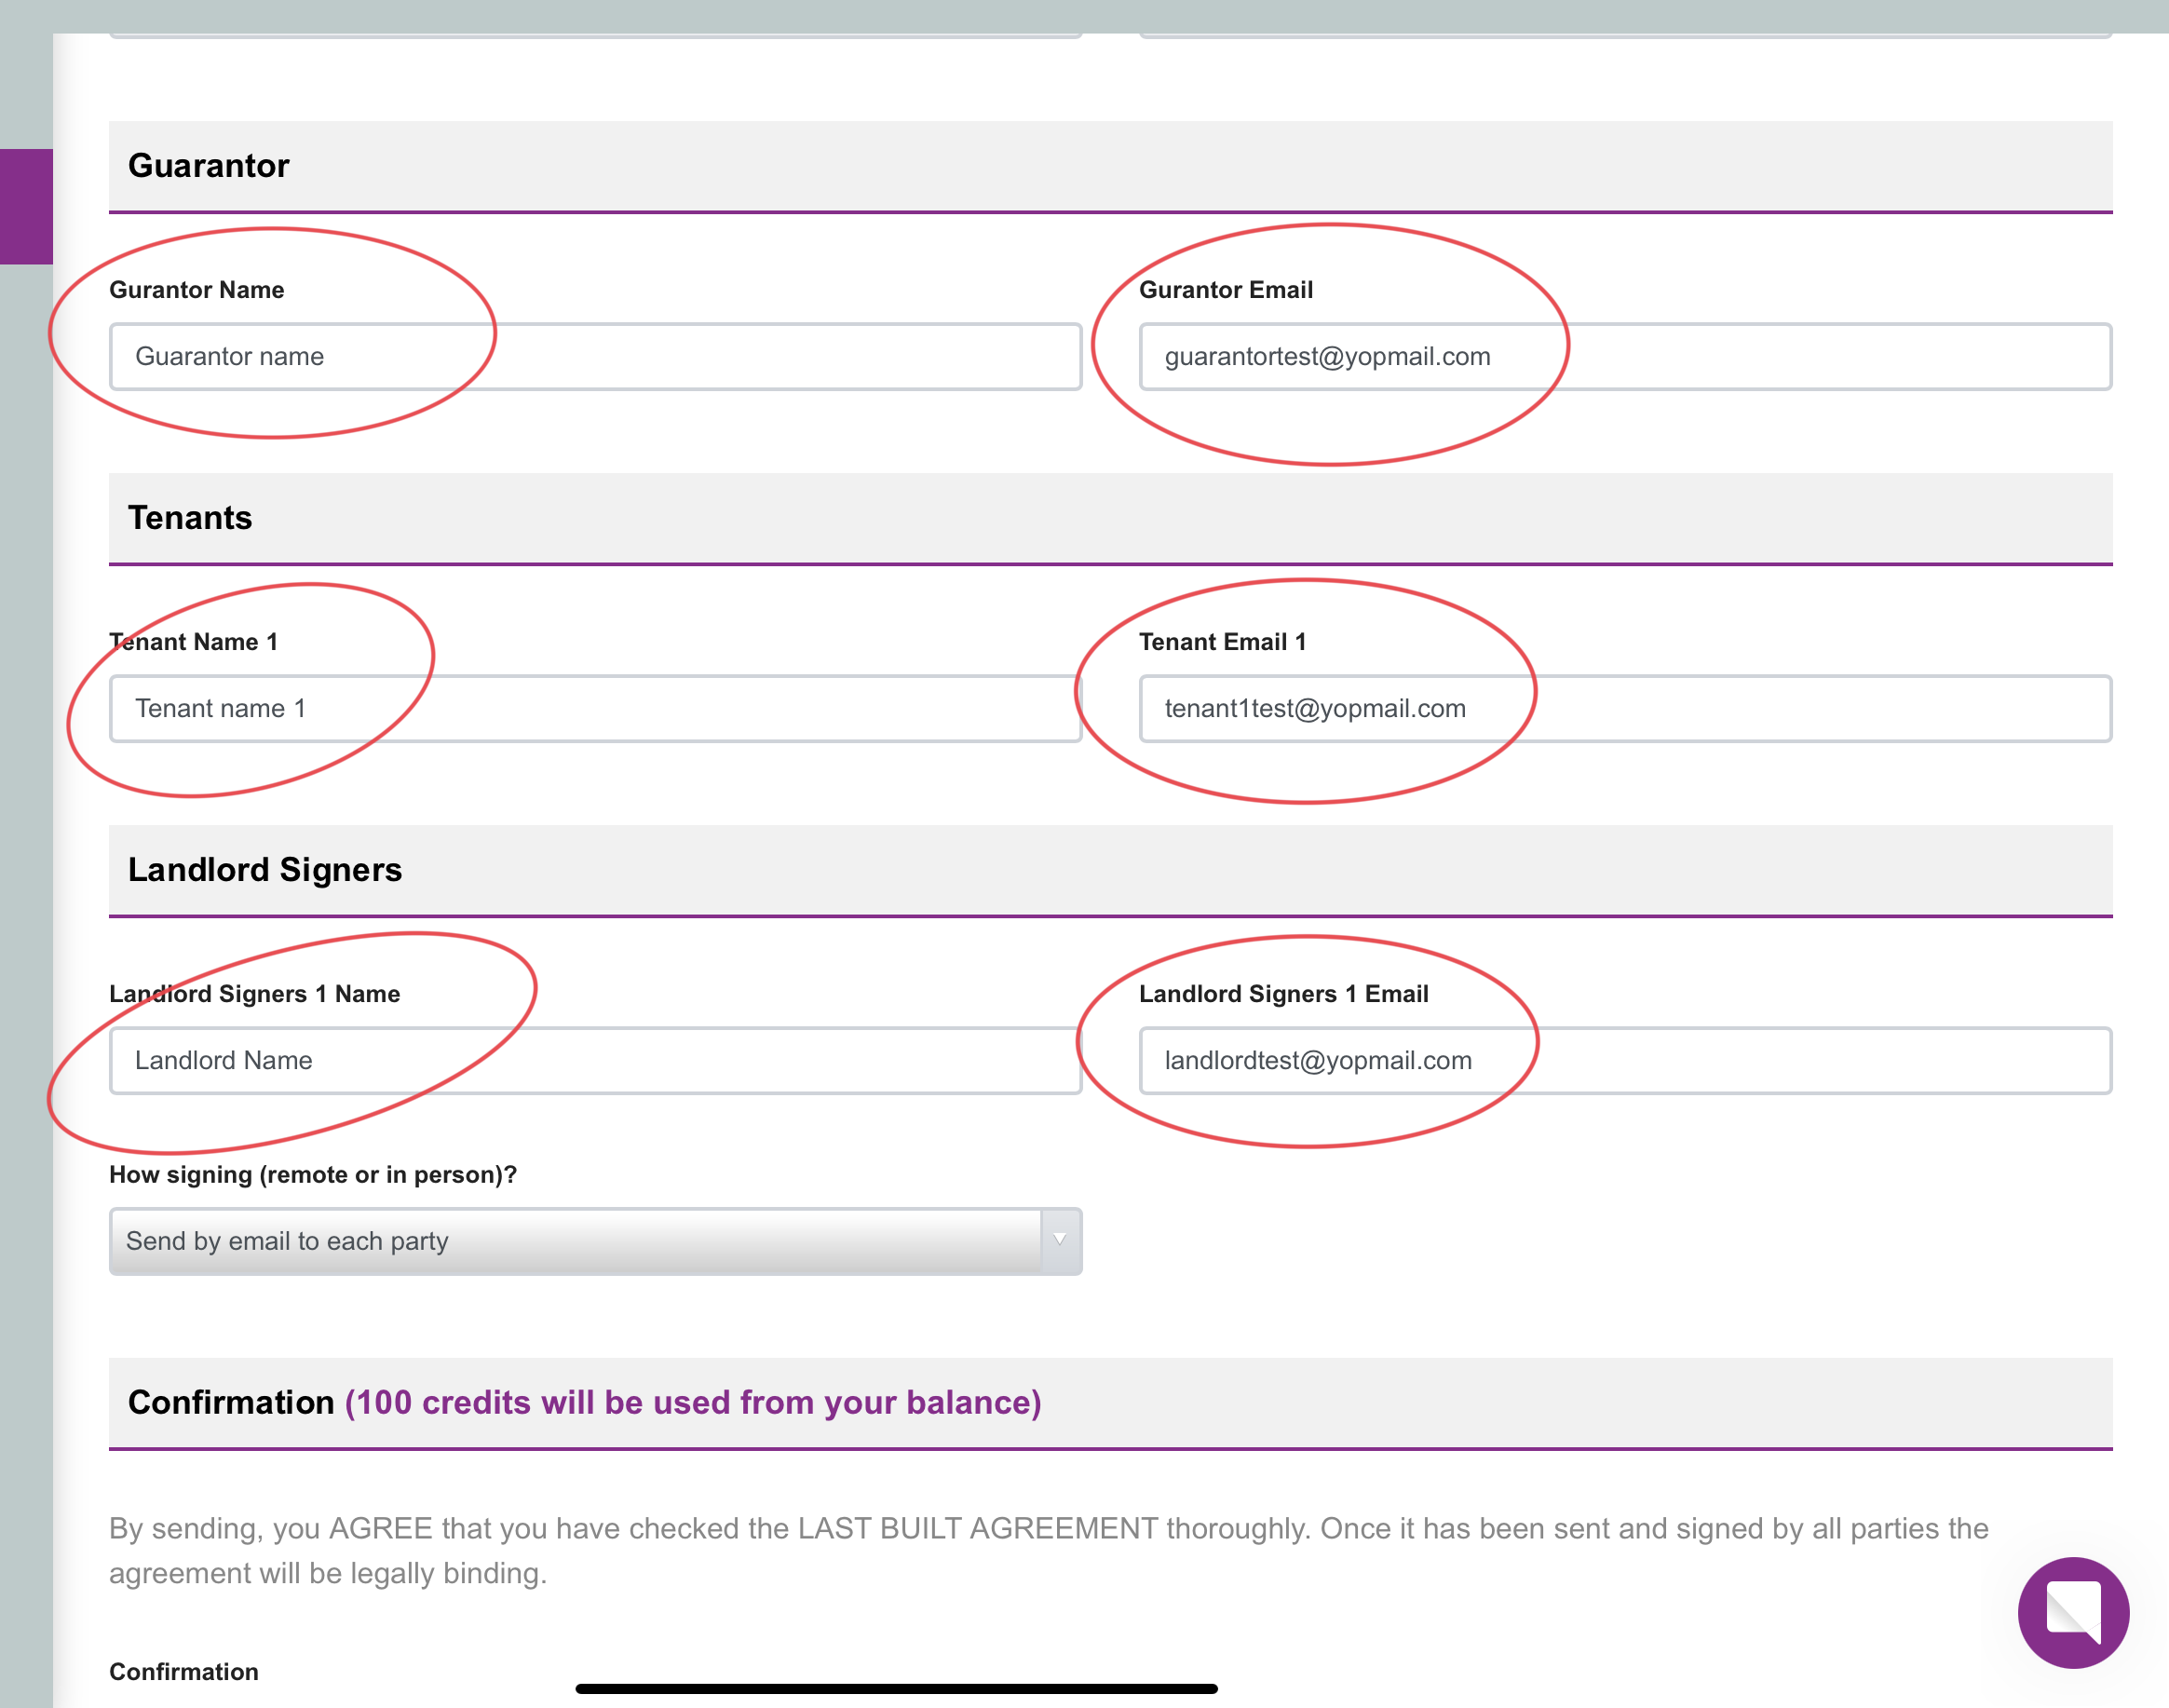 Guarantor
Gurantor Name
Gurantor Email
Guarantor name
guarantortest@yopmail.com
Tenants
Tenant Name 1
Tenant Email 1
Tenant name 1
tenant1test@yopmail.com
Landlord Signers
Landlord Signers 1 Name
Landlord Signers 1 Email
Landlord Name
landlordtest@yopmail.com
How signing (remote or in person)?
Send by email to each party
Confirmation (100 credits will be used from your balance)
By sending, you AGREE that you have checked the LAST BUILT AGREEMENT thoroughly. Once it has been sent and signed by all parties the
agreement will be legally binding.
Confirmation